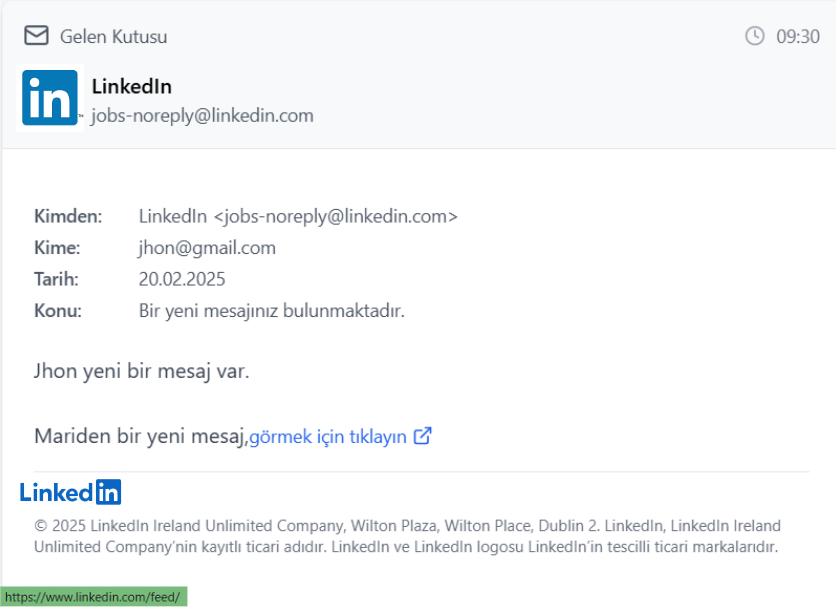 Gelen Kutusu 09:30
in
LinkedIn
jobs-noreply@linkedin.com
Kimden: LinkedIn <jobs-noreply@linkedin.com>
Kime: jhon@gmail.com
Tarih: 20.02.2025
Konu: Bir yeni mesajınız bulunmaktadır.
Jhon yeni bir mesaj var.
Mariden bir yeni mesaj,görmek için tıklayın
Linked in
© 2025 LinkedIn Ireland Unlimited Company, Wilton Plaza, Wilton Place, Dublin 2. LinkedIn, LinkedIn Ireland
Unlimited Company'nin kayıtlı ticari adıdır. LinkedIn ve LinkedIn logosu LinkedIn'in tescilli ticari markalarıdır.
https://www.linkedin.com/feed/